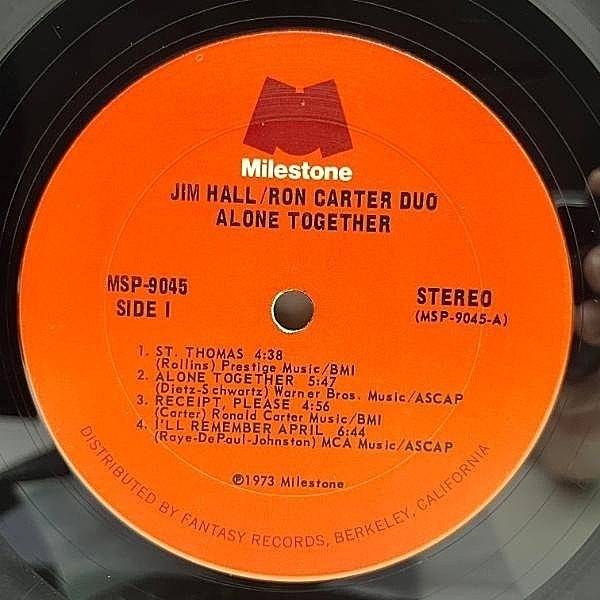 Milestone
JIM HALL/RON CARTER DUO
ALONE TOGETHER
MSP-9045
SIDE 1
STEREO
(MSP-9045-A)
1. ST. THOMAS 4:38
(Rollins) Prestige Music/BMI
2. ALONE TOGETHER 5:47
(Dietz-Schwartz) Warner Bros. Music/ASCAP
3. RECEIPT, PLEASE 4:56
(Carter) Ronald Carter Music/BMI
4. I'LL REMEMBER APRIL 6:44
(Raye-DePaul-Johnston) MCA Music/ASCAP
℗1973 Milestone
DISTRIBUTED BY FANTASY RECORDS, BERKELEY, CALIFORNIA